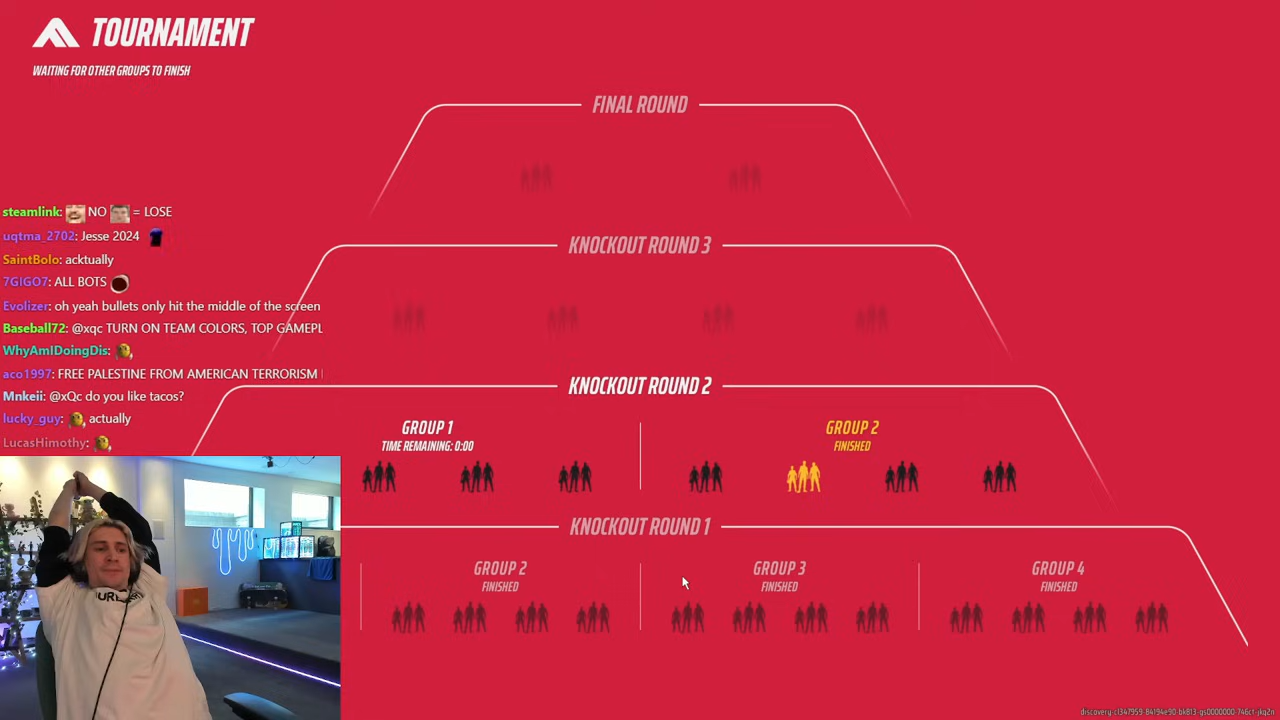 TOURNAMENT
WAITING FOR OTHER GROUPS TO FINISH
FINAL ROUND
steamlink: NO = LOSE
uqtma_2702: Jesse 2024
SaintBolo: acktually
7GIGO7: ALL BOTS
Evolizer: oh yeah bullets only hit the middle of the screen
Baseball72: @xqc TURN ON TEAM COLORS, TOP GAMEPL
WhyAmIDoingDis:
aco1997: FREE PALESTINE FROM AMERICAN TERRORISM
Mnkeii: @xQc do you like tacos?
lucky_guy: actually
LucasHimothy:
KNOCKOUT ROUND 3
KNOCKOUT ROUND 2
GROUP 1
TIME REMAINING: 0:00
GROUP 2
FINISHED
KNOCKOUT ROUND 1
GROUP 2
FINISHED
GROUP 3
FINISHED
GROUP 4
FINISHED